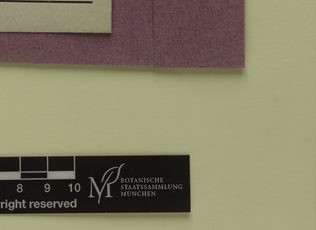 8 9 10
right reserved
M BOTANISCHE
STAATSSAMMLUNG
MÜNCHEN